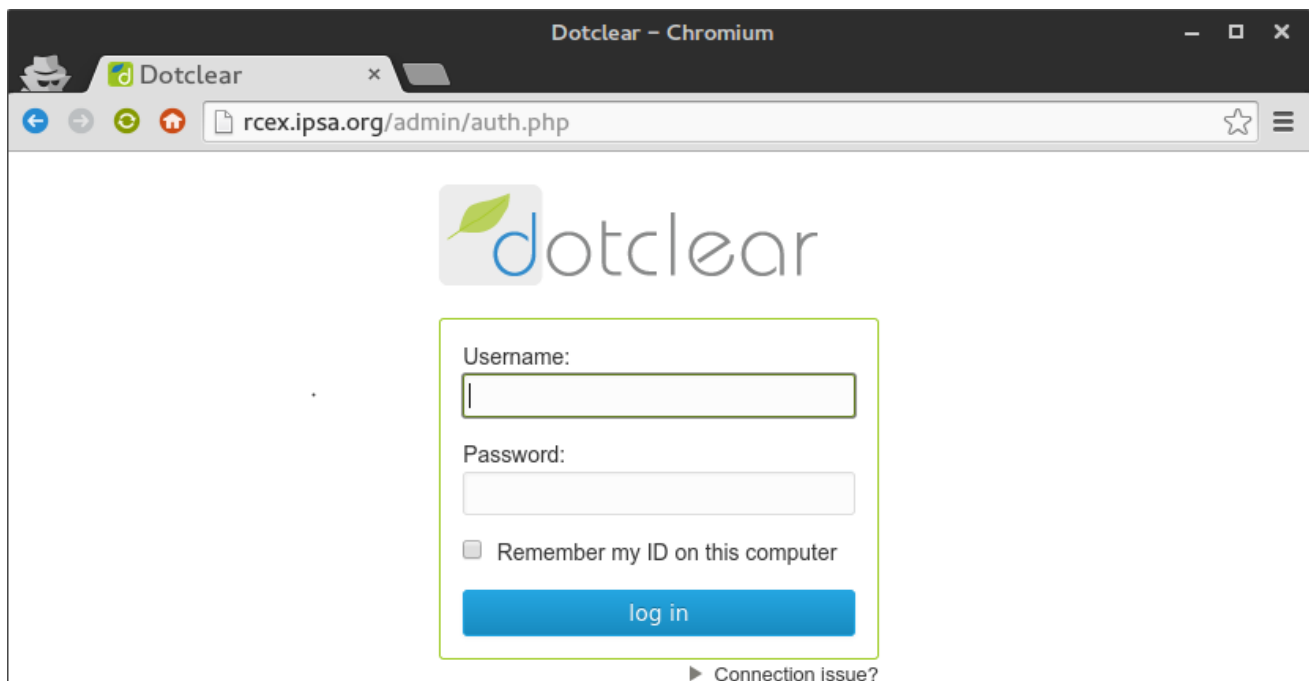 Dotclear – Chromium
Dotclear
rcex.ipsa.org/admin/auth.php
dotclear
Username:
Password:
Remember my ID on this computer
log in
Connection issue?